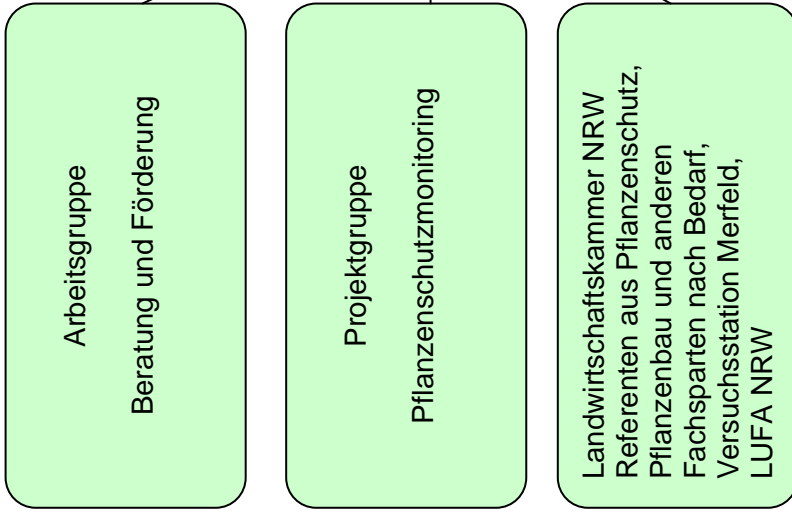 Arbeitsgruppe
Beratung und Förderung
Projektgruppe
Pflanzenschutzmonitoring
Landwirtschaftskammer NRW
Referenten aus Pflanzenschutz,
Pflanzenbau und anderen
Fachsparten nach Bedarf,
Versuchsstation Merfeld,
LUFA NRW